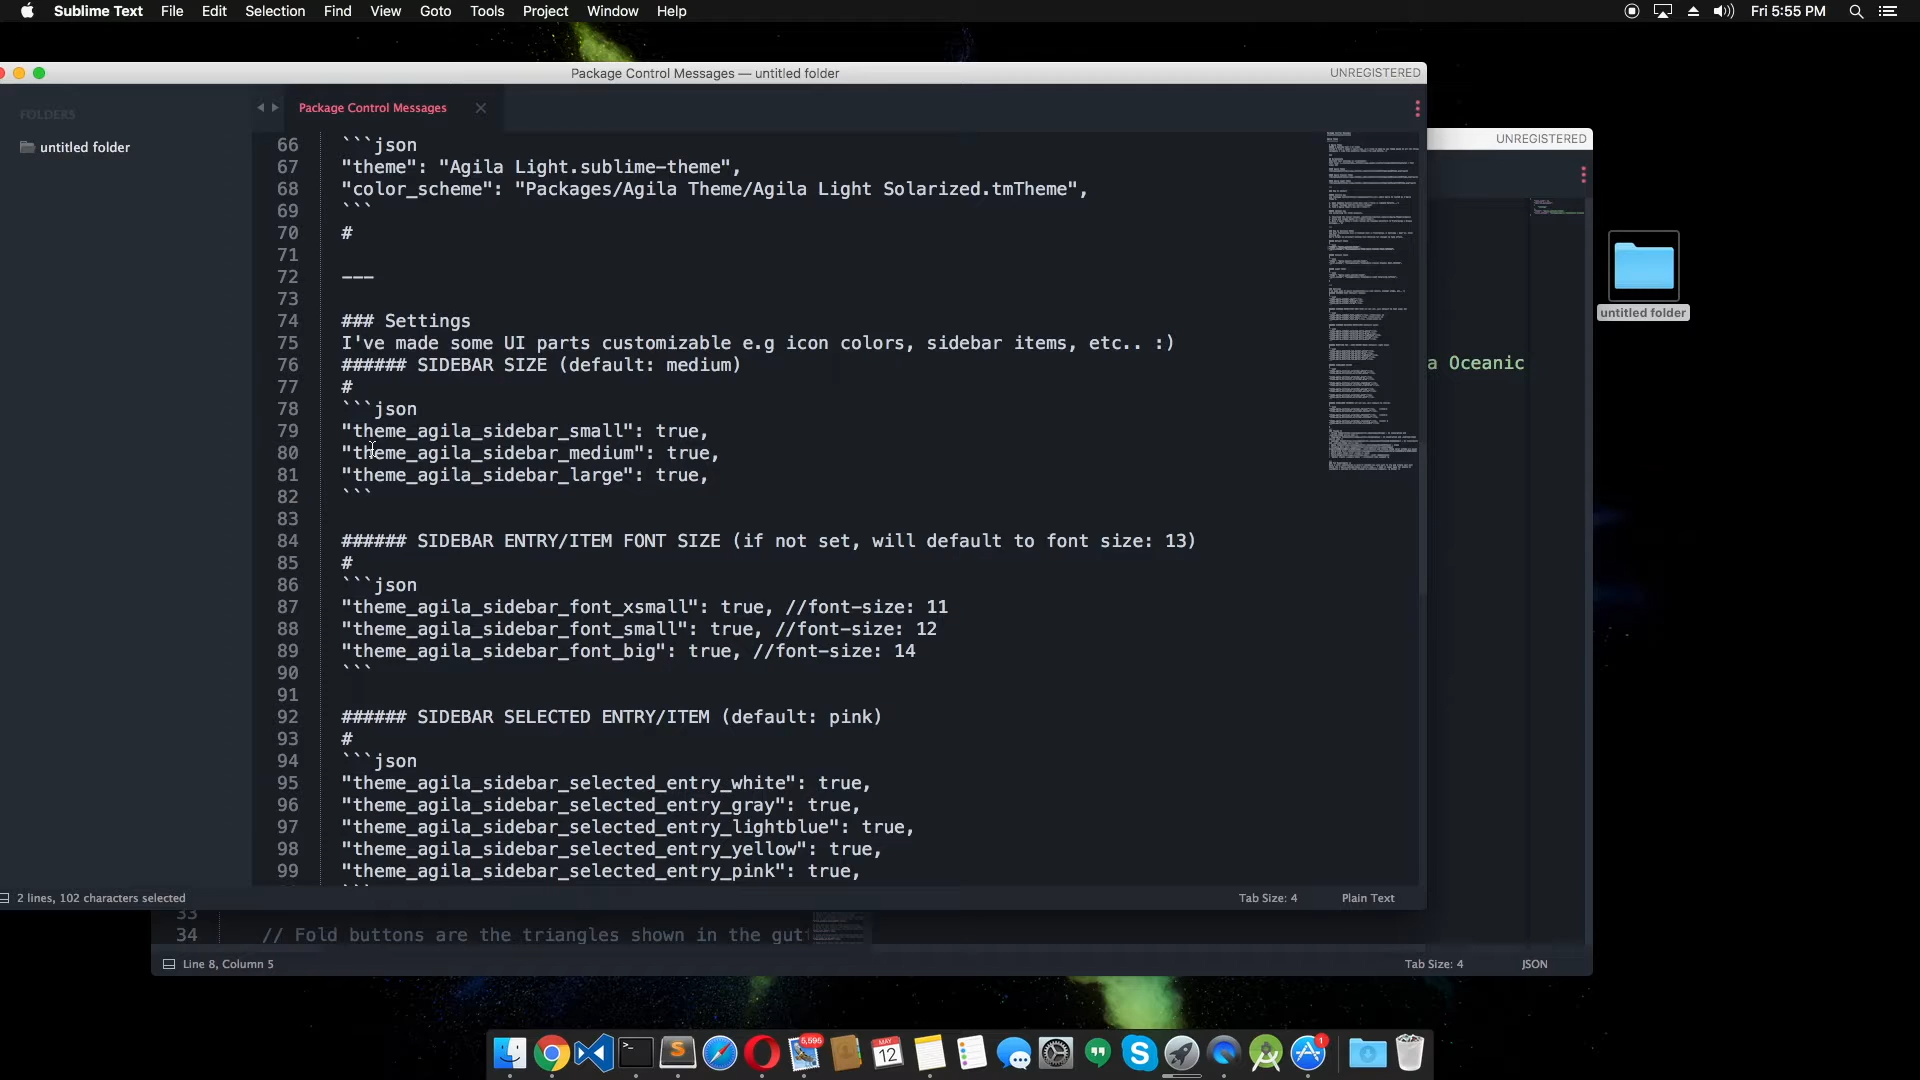 Sublime Text File Edit Selection Find View Goto Tools Project Window Help Fri 5:55 PM
Package Control Messages — untitled folder UNREGISTERED
FOLDERS
untitled folder
Package Control Messages
66 ```json
67 "theme": "Agila Light.sublime-theme",
68 "color_scheme": "Packages/Agila Theme/Agila Light Solarized.tmTheme",
69 ```
70 #
71
72 ---
73
74 ### Settings
75 I've made some UI parts customizable e.g icon colors, sidebar items, etc.. :)
76 ###### SIDEBAR SIZE (default: medium)
77 #
78 ```json
79 "theme_agila_sidebar_small": true,
80 "theme_agila_sidebar_medium": true,
81 "theme_agila_sidebar_large": true,
82 ```
83
84 ###### SIDEBAR ENTRY/ITEM FONT SIZE (if not set, will default to font size: 13)
85 #
86 ```json
87 "theme_agila_sidebar_font_xsmall": true, //font-size: 11
88 "theme_agila_sidebar_font_small": true, //font-size: 12
89 "theme_agila_sidebar_font_big": true, //font-size: 14
90 ```
91
92 ###### SIDEBAR SELECTED ENTRY/ITEM (default: pink)
93 #
94 ```json
95 "theme_agila_sidebar_selected_entry_white": true,
96 "theme_agila_sidebar_selected_entry_gray": true,
97 "theme_agila_sidebar_selected_entry_lightblue": true,
98 "theme_agila_sidebar_selected_entry_yellow": true,
99 "theme_agila_sidebar_selected_entry_pink": true,
2 lines, 102 characters selected Tab Size: 4 Plain Text
UNREGISTERED
a Oceanic
untitled folder
33
34 // Fold buttons are the triangles shown in the gut
Line 8, Column 5 Tab Size: 4 JSON
5,596
MAY
12
1